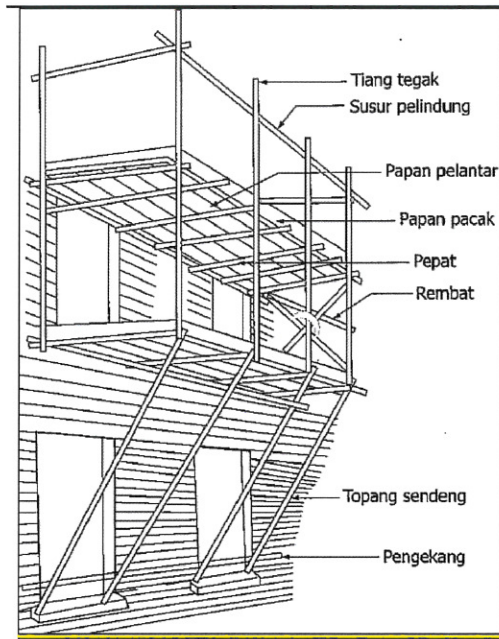 Tiang tegak
Susur pelindung
Papan pelantar
Papan pacak
Pepat
Rembat
Topang sendeng
Pengekang